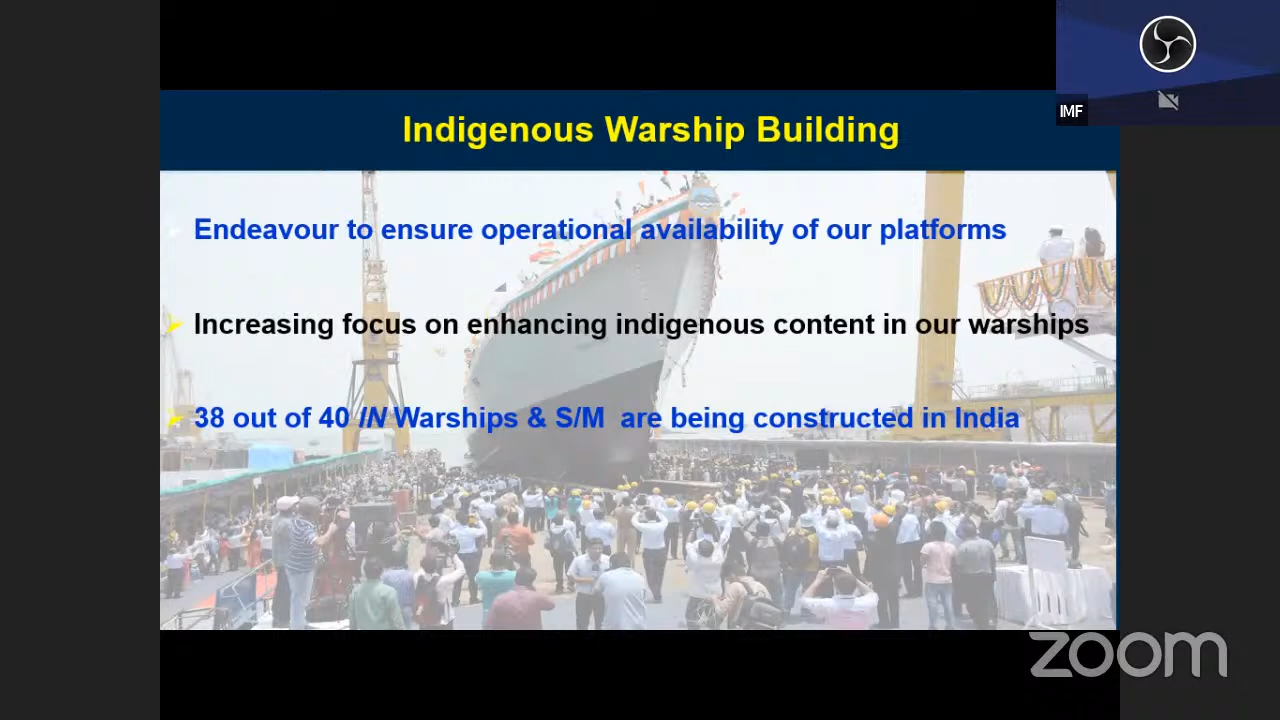 IMF
Indigenous Warship Building
Endeavour to ensure operational availability of our platforms
Increasing focus on enhancing indigenous content in our warships
38 out of 40 IN Warships & S/M are being constructed in India
zoom